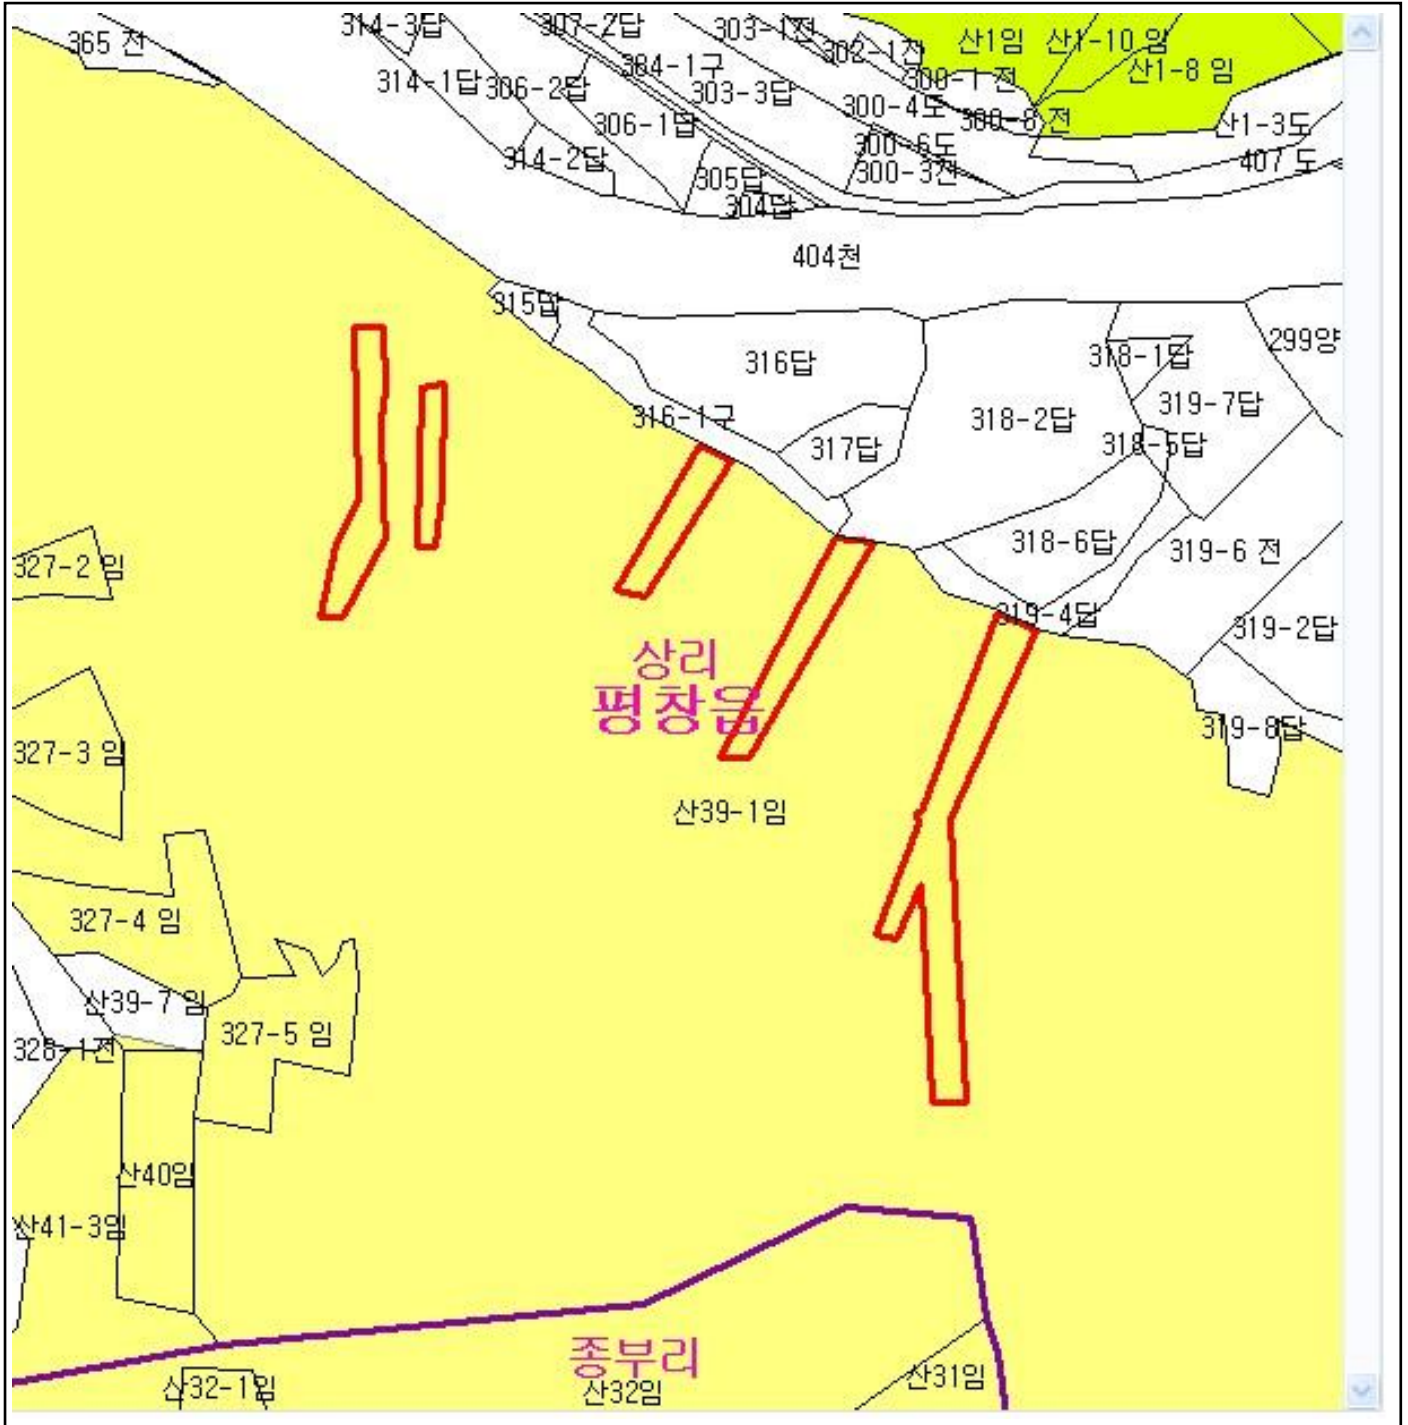 365 전
314-3답
307-2답
303-1전
302-1전
산1임
산1-10 임
산1-8 임
314-1답
306-2답
384-1구
303-3답
300-1 전
300-4도
300-8 전
306-1답
산1-3도
314-2답
300-6도
300-3전
407 도
305답
304답
404천
315답
316답
318-1답
299양
316-1구
317답
318-2답
319-7답
318-5답
327-2 임
318-6답
319-6 전
319-4답
319-2답
상리
평창읍
327-3 임
319-8답
산39-1임
327-4 임
산39-7 임
327-5 임
328-1전
산40임
산41-3임
종부리
산32-1임
산32임
산31임